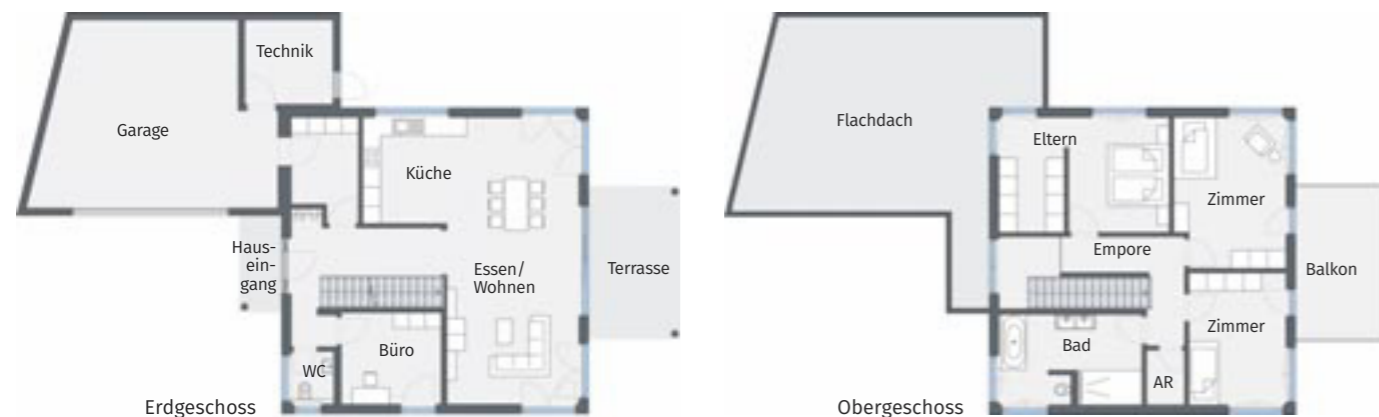 Technik
Garage
Küche
Haus-
ein-
gang
Essen/
Wohnen
Terrasse
Büro
WC
Erdgeschoss
Flachdach
Eltern
Zimmer
Empore
Balkon
Zimmer
Bad
AR
Obergeschoss